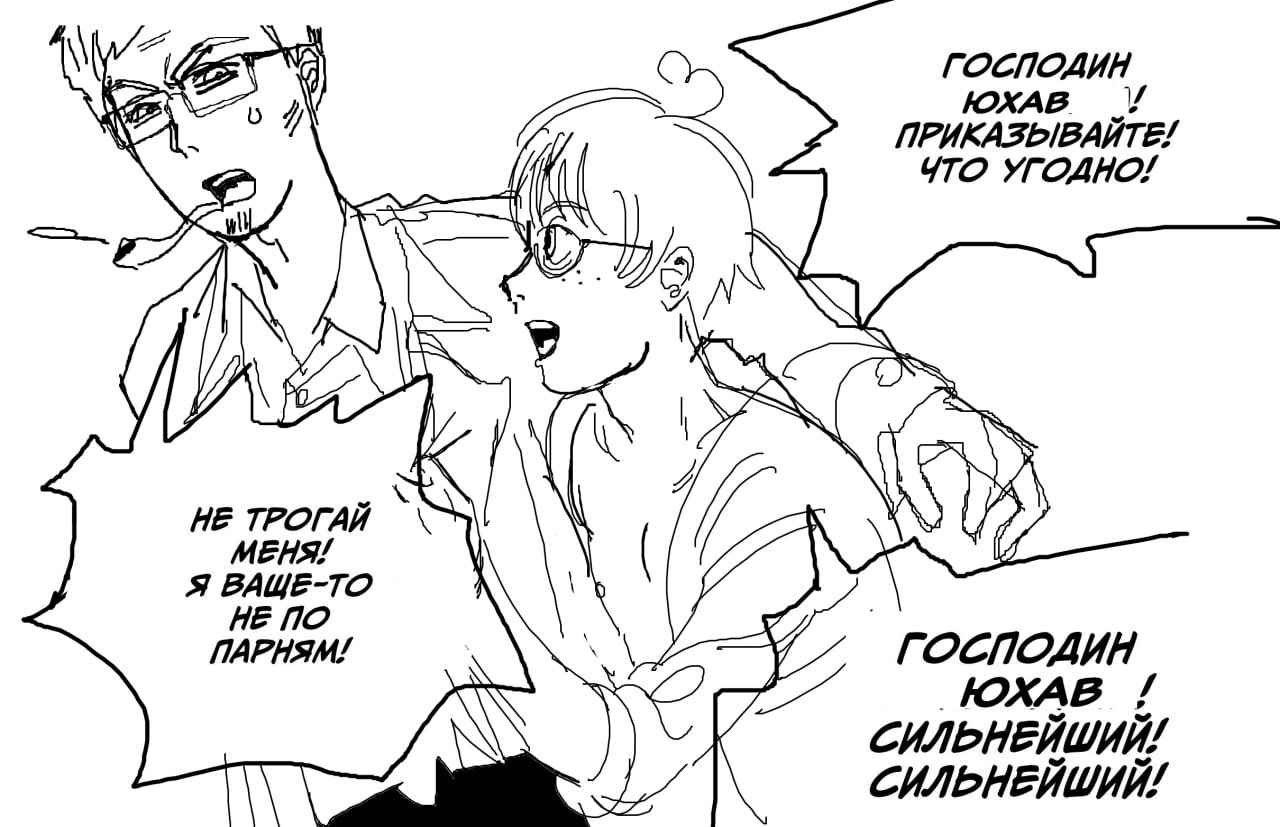 ГОСПОДИН
ЮХАВ !
ПРИКАЗЫВАЙТЕ!
ЧТО УГОДНО!
НЕ ТРОГАЙ
МЕНЯ!
Я ВАЩЕ-ТО
НЕ ПО
ПАРНЯМ!
ГОСПОДИН
ЮХАВ !
СИЛЬНЕЙШИЙ!
СИЛЬНЕЙШИЙ!